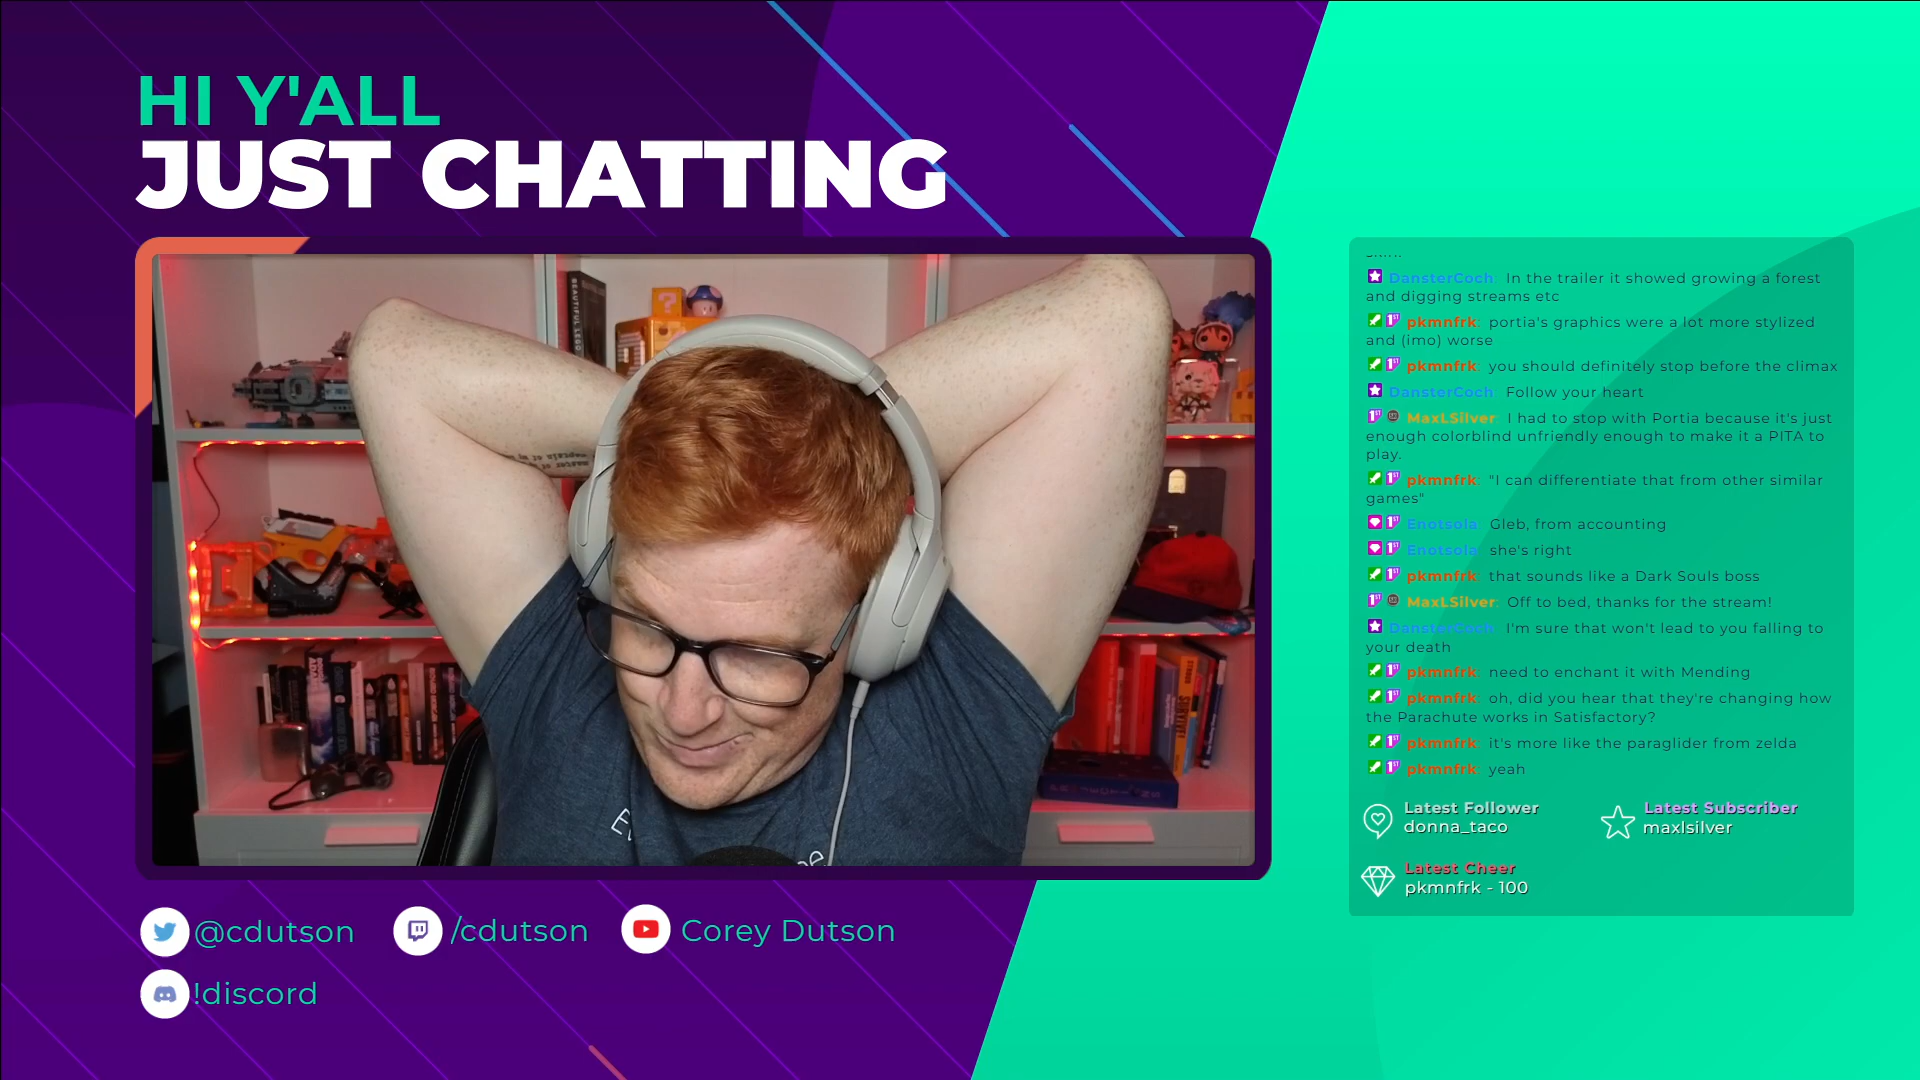 HI Y'ALL
JUST CHATTING
BEAUTIFUL LEGO
DansterCoch: In the trailer it showed growing a forest
and digging streams etc
pkmnfrk: portia's graphics were a lot more stylized
and (imo) worse
pkmnfrk: you should definitely stop before the climax
DansterCoch: Follow your heart
MaxLSilver: I had to stop with Portia because it's just
enough colorblind unfriendly enough to make it a PITA to
play.
pkmnfrk: "I can differentiate that from other similar
games"
Enotsola: Gleb, from accounting
Enotsola: she's right
pkmnfrk: that sounds like a Dark Souls boss
MaxLSilver: Off to bed, thanks for the stream!
DansterCoch: I'm sure that won't lead to you falling to
your death
pkmnfrk: need to enchant it with Mending
pkmnfrk: oh, did you hear that they're changing how
the Parachute works in Satisfactory?
pkmnfrk: it's more like the paraglider from zelda
pkmnfrk: yeah
Latest Follower
donna_taco
Latest Subscriber
maxlsilver
Latest Cheer
pkmnfrk - 100
@cdutson
/cdutson
Corey Dutson
!discord